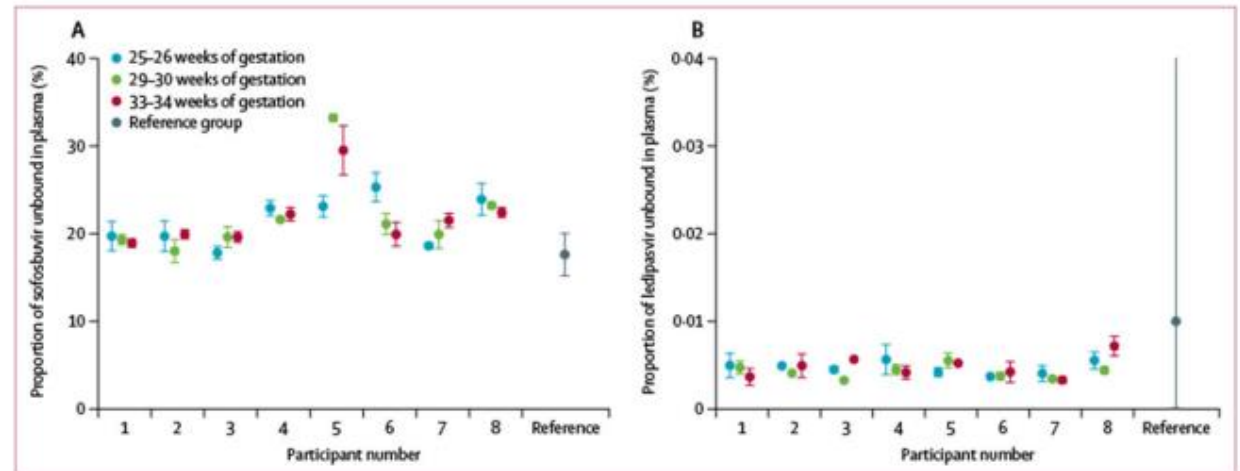 A
25–26 weeks of gestation
29–30 weeks of gestation
33–34 weeks of gestation
Reference group
Proportion of sofosbuvir unbound in plasma (%)
40
30
20
10
0
1 2 3 4 5 6 7 8 Reference
Participant number
B
Proportion of ledipasvir unbound in plasma (%)
0·04
0·03
0·02
0·01
0
1 2 3 4 5 6 7 8 Reference
Participant number